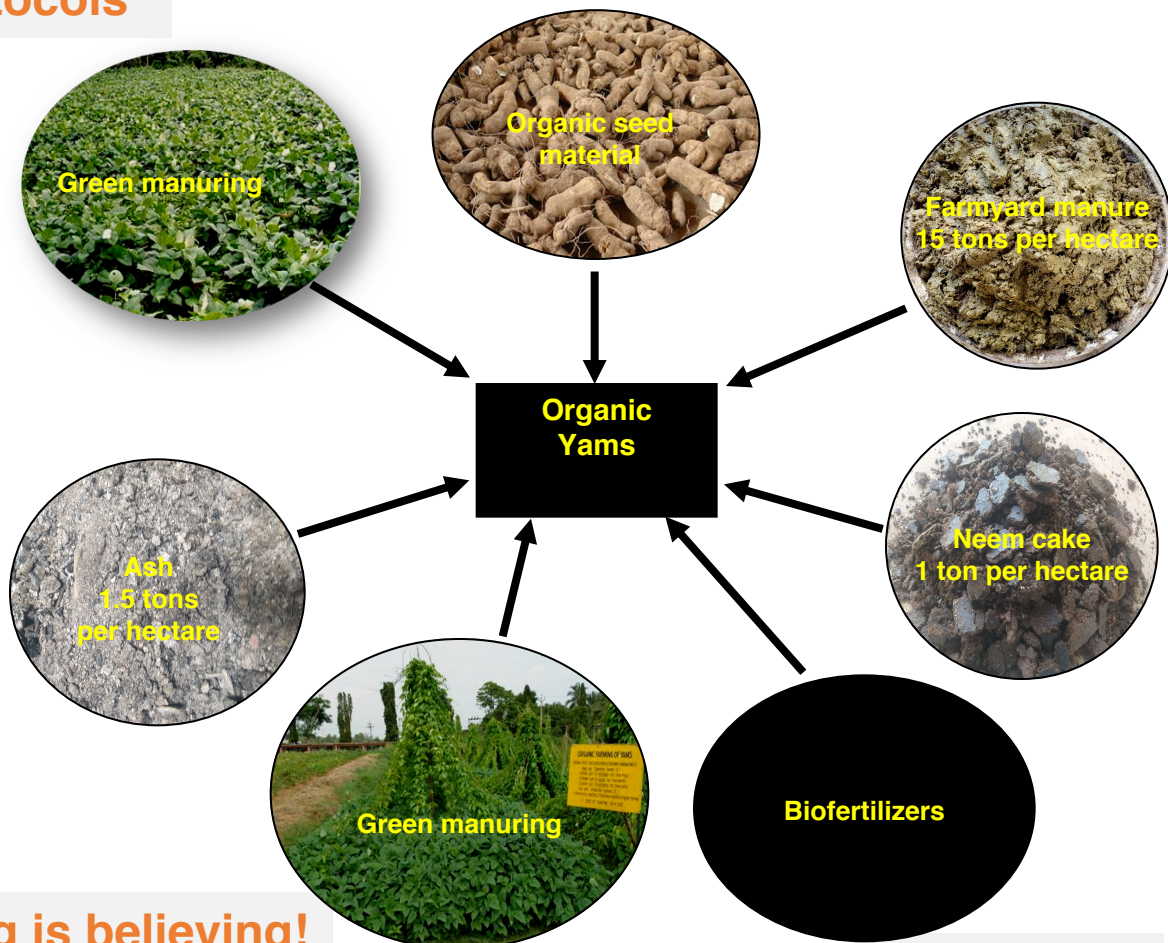 tocols
Organic seed
material
Green manuring
Farmyard manure
15 tons per hectare
Organic
Yams
Neem cake
1 ton per hectare
Ash
1.5 tons
per hectare
ORGANIC FARMING OF YAMS
Green manuring
Biofertilizers
g is believing!